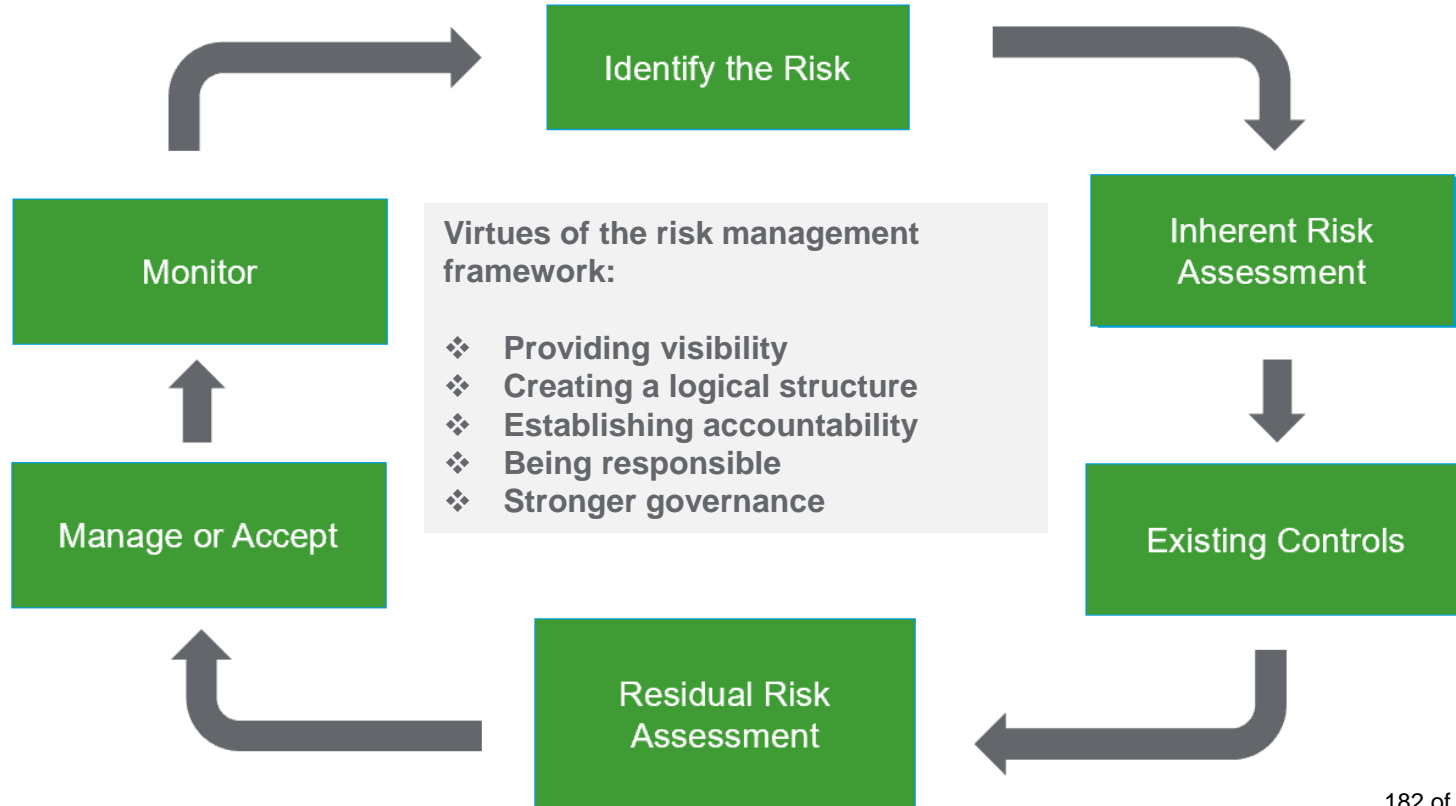 Identify the Risk
Inherent Risk
Assessment
Monitor
Virtues of the risk management
framework:
❖ Providing visibility
❖ Creating a logical structure
❖ Establishing accountability
❖ Being responsible
❖ Stronger governance
Existing Controls
Manage or Accept
Residual Risk
Assessment
182 of